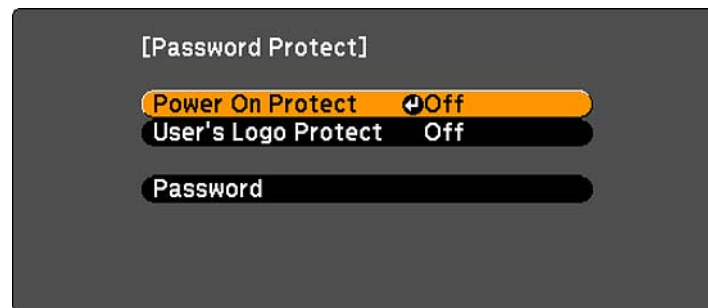 [Password Protect]
Power On Protect Off
User's Logo Protect Off
Password